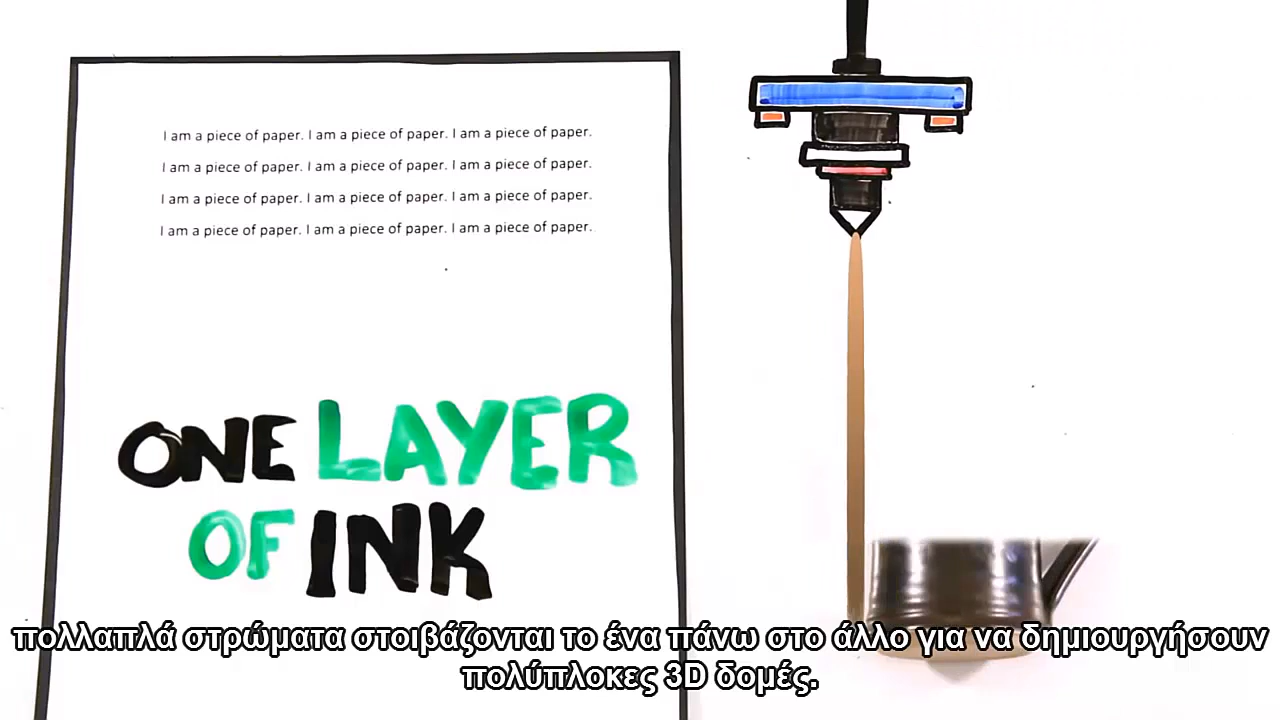 I am a piece of paper. I am a piece of paper. I am a piece of paper.
I am a piece of paper. I am a piece of paper. I am a piece of paper.
I am a piece of paper. I am a piece of paper. I am a piece of paper.
I am a piece of paper. I am a piece of paper. I am a piece of paper.
ONE LAYER
OF INK
πολλαπλά στρώματα στοιβάζονται το ένα πάνω στο άλλο για να δημιουργήσουν
πολύπλοκες 3D δομές.